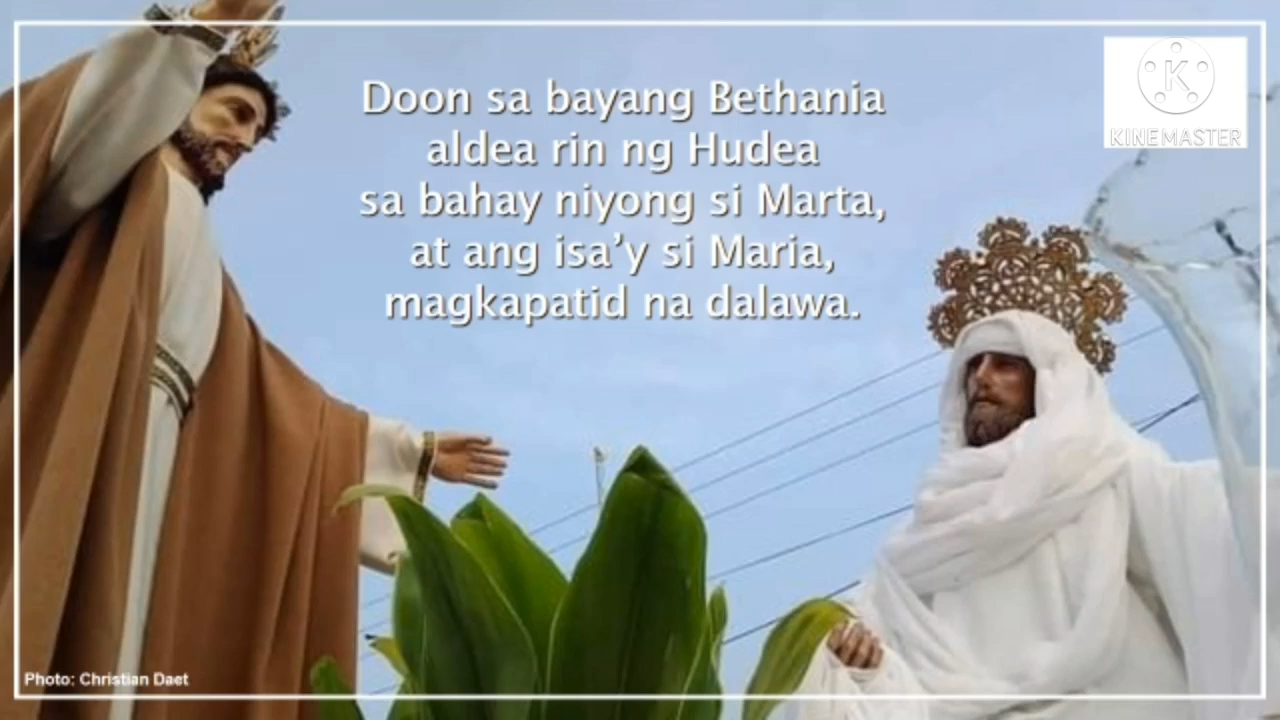 Doon sa bayang Bethania
aldea rin ng Hudea
sa bahay niyong si Marta,
at ang isa’y si Maria,
magkapatid na dalawa.
K
KINEMASTER
Photo: Christian Daet